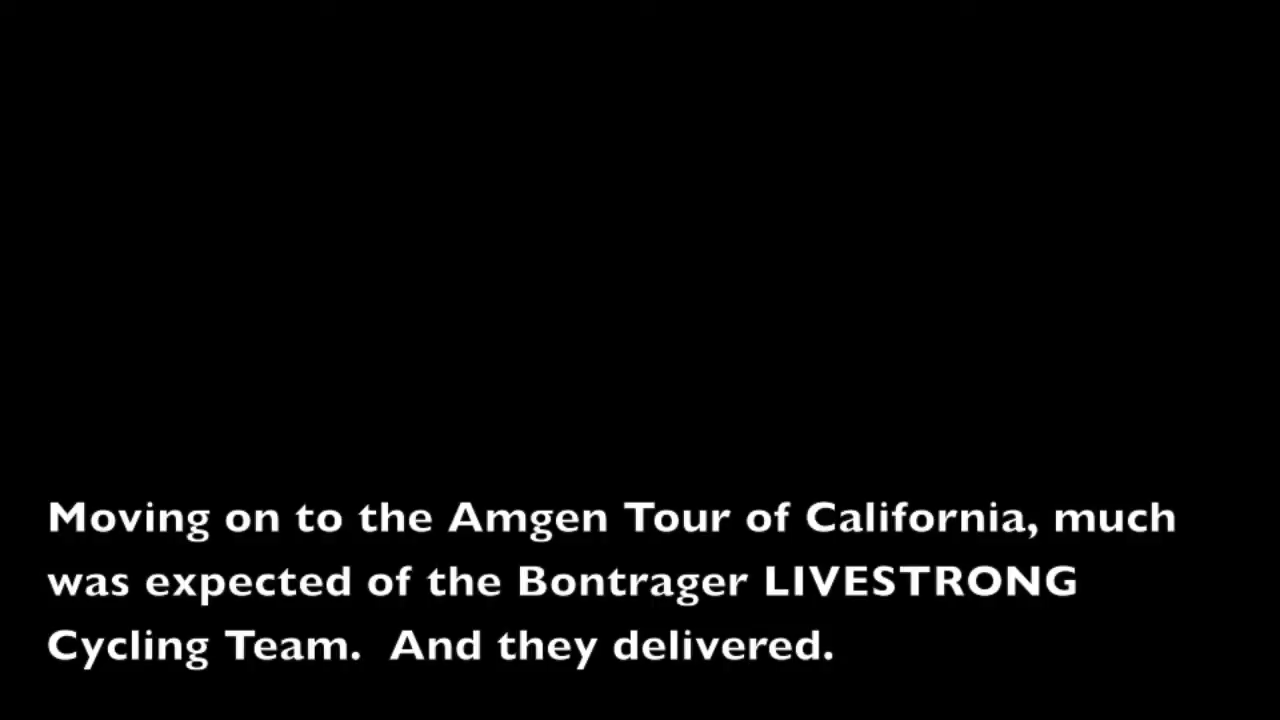 Moving on to the Amgen Tour of California, much
was expected of the Bontrager LIVESTRONG
Cycling Team.  And they delivered.